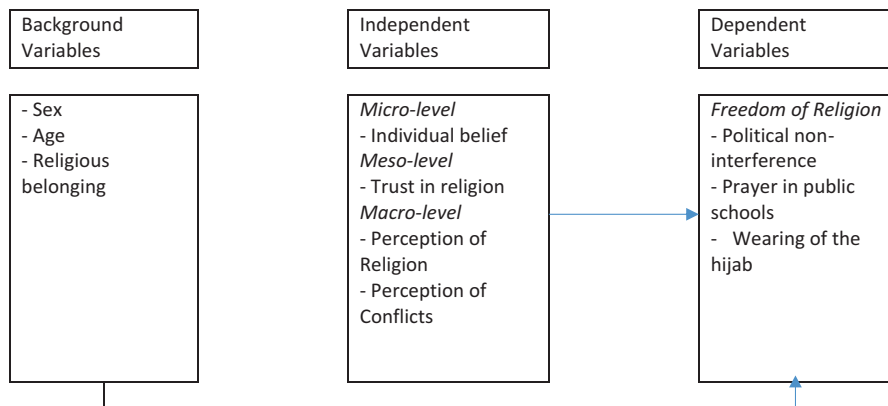 Background
Variables
Independent
Variables
Dependent
Variables
- Sex
- Age
- Religious
belonging
Micro-level
- Individual belief
Meso-level
- Trust in religion
Macro-level
- Perception of
Religion
- Perception of
Conflicts
Freedom of Religion
- Political non-
interference
- Prayer in public
schools
- Wearing of the
hijab